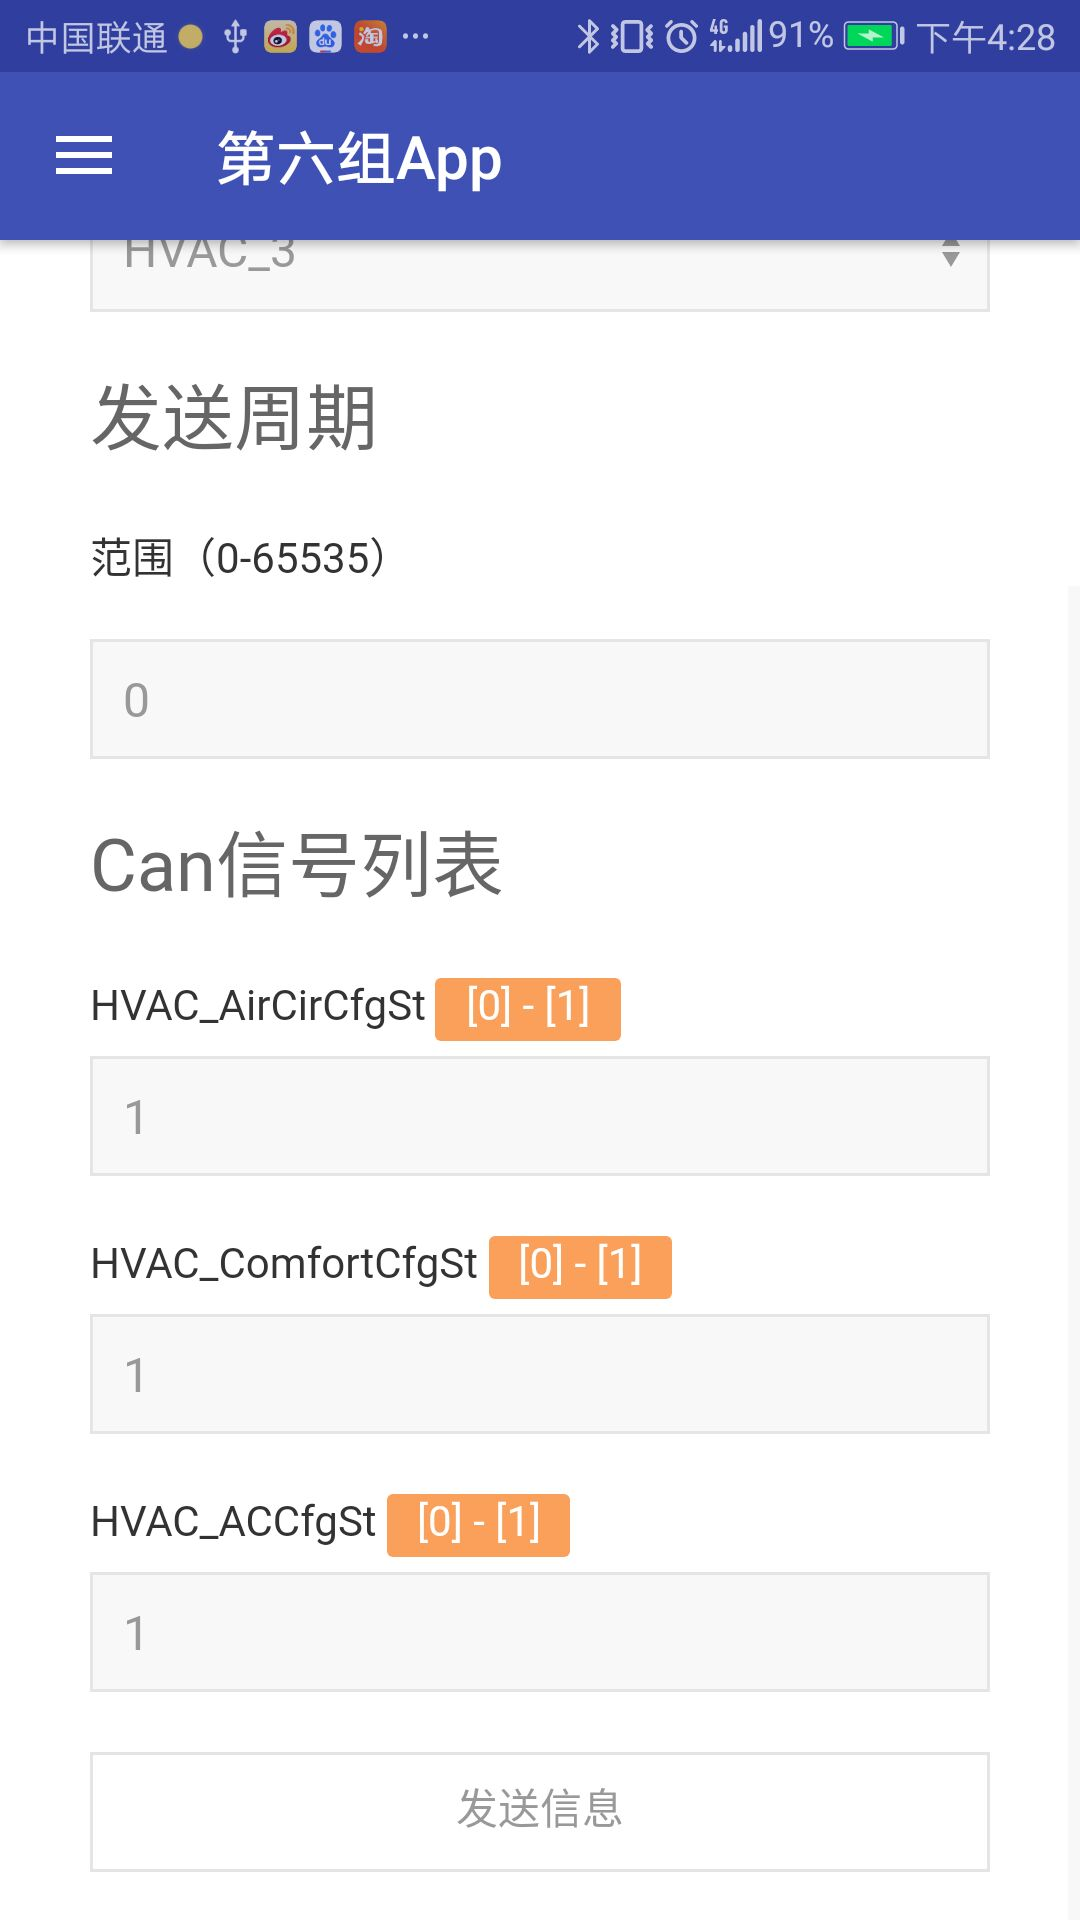 中国联通 ... 91% 下午4:28
第六组App
HVAC_3
发送周期
范围（0-65535）
0
Can信号列表
HVAC_AirCirCfgSt [0] - [1]
1
HVAC_ComfortCfgSt [0] - [1]
1
HVAC_ACCfgSt [0] - [1]
1
发送信息